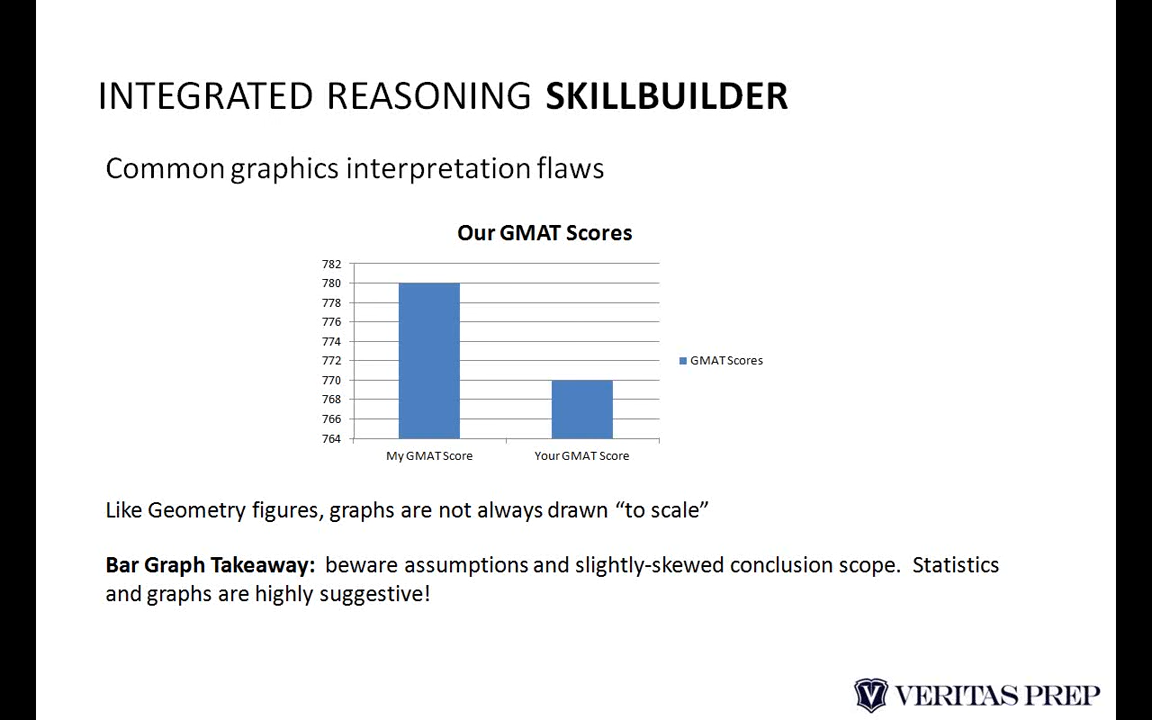 INTEGRATED REASONING SKILLBUILDER
Common graphics interpretation flaws
Our GMAT Scores
782
780
778
776
774
772
770
768
766
764
My GMAT Score
Your GMAT Score
GMAT Scores
Like Geometry figures, graphs are not always drawn “to scale”
Bar Graph Takeaway: beware assumptions and slightly-skewed conclusion scope. Statistics
and graphs are highly suggestive!
V VERITAS PREP